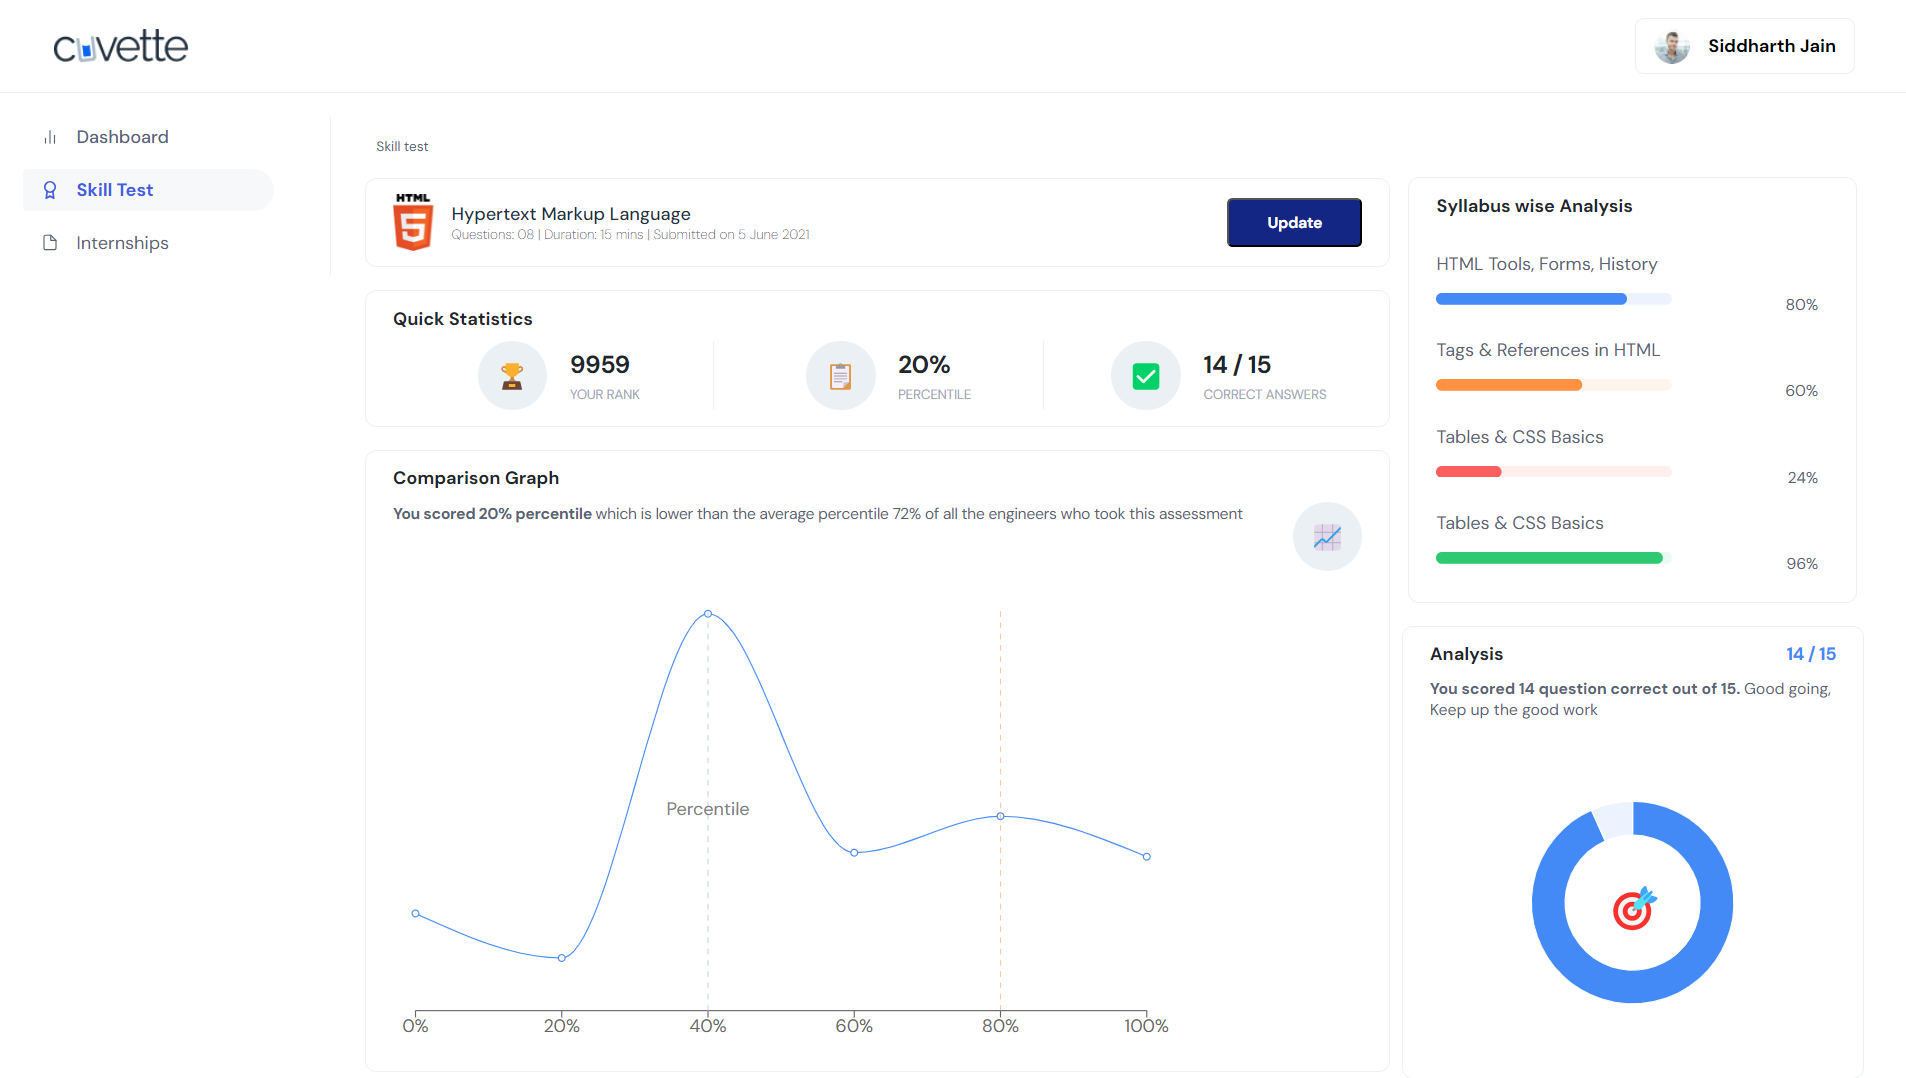 cuvette
Siddharth Jain
Dashboard
Skill Test
Internships
Skill test
HTML
5
Hypertext Markup Language
Questions: 08 | Duration: 15 mins | Submitted on 5 June 2021
Update
Quick Statistics
9959
YOUR RANK
20%
PERCENTILE
14 / 15
CORRECT ANSWERS
Comparison Graph
You scored 20% percentile which is lower than the average percentile 72% of all the engineers who took this assessment
Percentile
0%
20%
40%
60%
80%
100%
Syllabus wise Analysis
HTML Tools, Forms, History
80%
Tags & References in HTML
60%
Tables & CSS Basics
24%
Tables & CSS Basics
96%
Analysis
14 / 15
You scored 14 question correct out of 15. Good going,
Keep up the good work